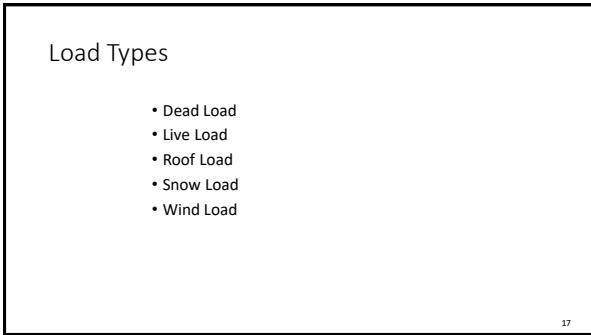 Load Types
• Dead Load
• Live Load
• Roof Load
• Snow Load
• Wind Load
17